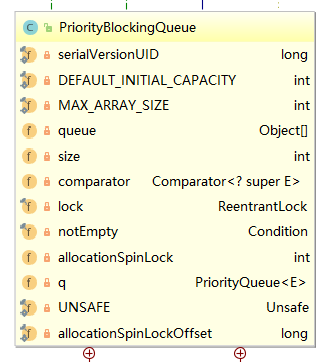 PriorityBlockingQueue
serialVersionUID long
DEFAULT_INITIAL_CAPACITY int
MAX_ARRAY_SIZE int
queue Object[]
size int
comparator Comparator<? super E>
lock ReentrantLock
notEmpty Condition
allocationSpinLock int
q PriorityQueue<E>
UNSAFE Unsafe
allocationSpinLockOffset long